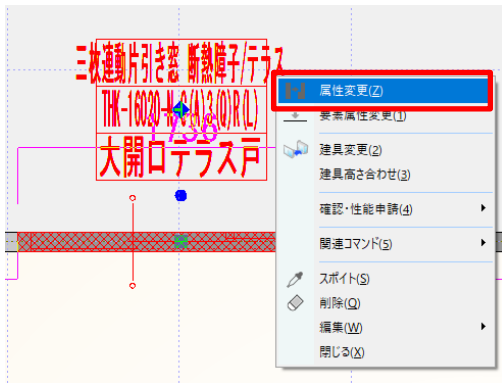 三枚連動片引き窓 断熱障子/テラス
大開口テラス戸
属性変更(Z)
要素属性変更(1)
建具変更(2)
建具高さ合わせ(3)
確認・性能申請(4)
関連コマンド(5)
スポイト(S)
削除(Q)
編集(W)
閉じる(X)